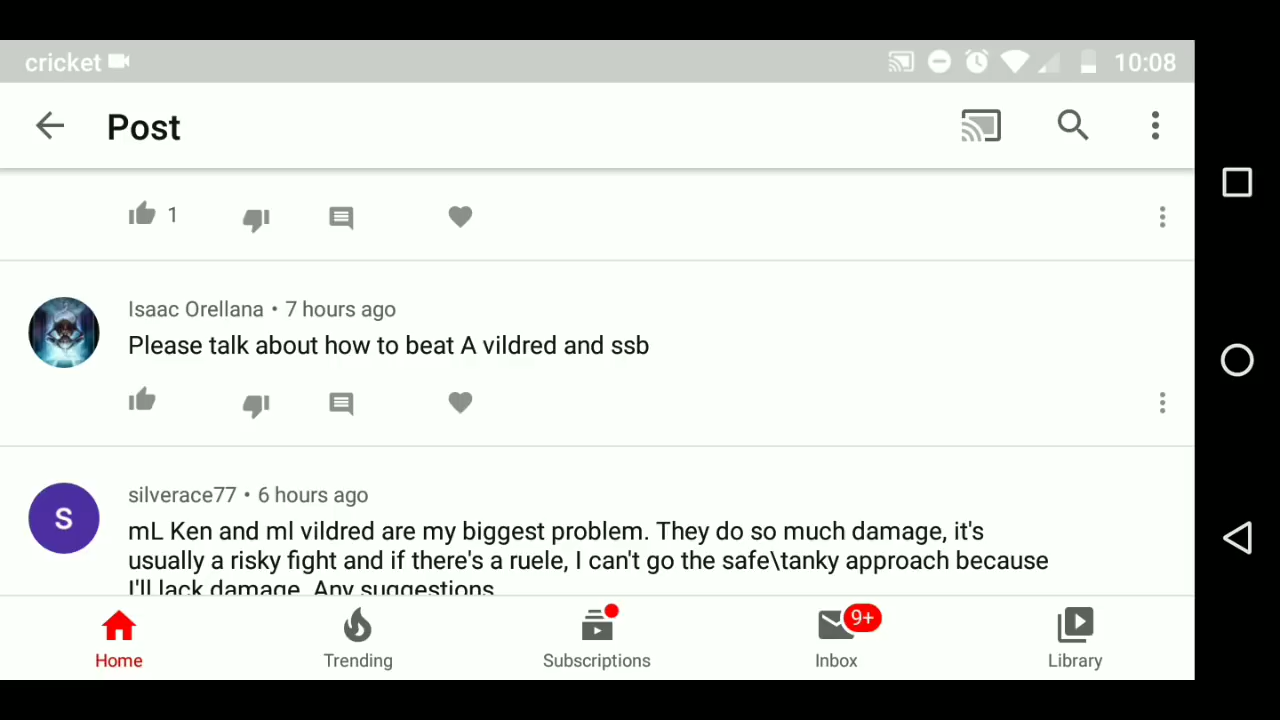 cricket 10:08
Post
1
Isaac Orellana • 7 hours ago
Please talk about how to beat A vildred and ssb
S
silverace77 • 6 hours ago
mL Ken and ml vildred are my biggest problem. They do so much damage, it's
usually a risky fight and if there's a ruele, I can't go the safe\tanky approach because
I'll lack damage. Any suggestions
9+
Home Trending Subscriptions Inbox Library